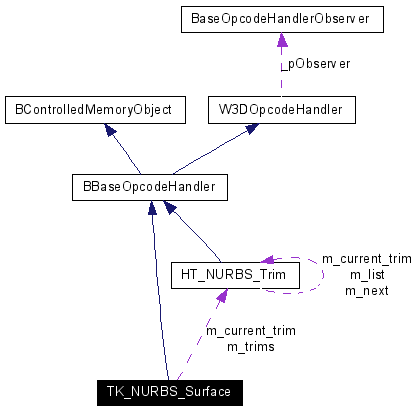 BaseOpcodeHandlerObserver
_pObserver
BControlledMemoryObject
W3DOpcodeHandler
BBaseOpcodeHandler
HT_NURBS_Trim
m_current_trim
m_list
m_next
m_current_trim
m_trims
TK_NURBS_Surface